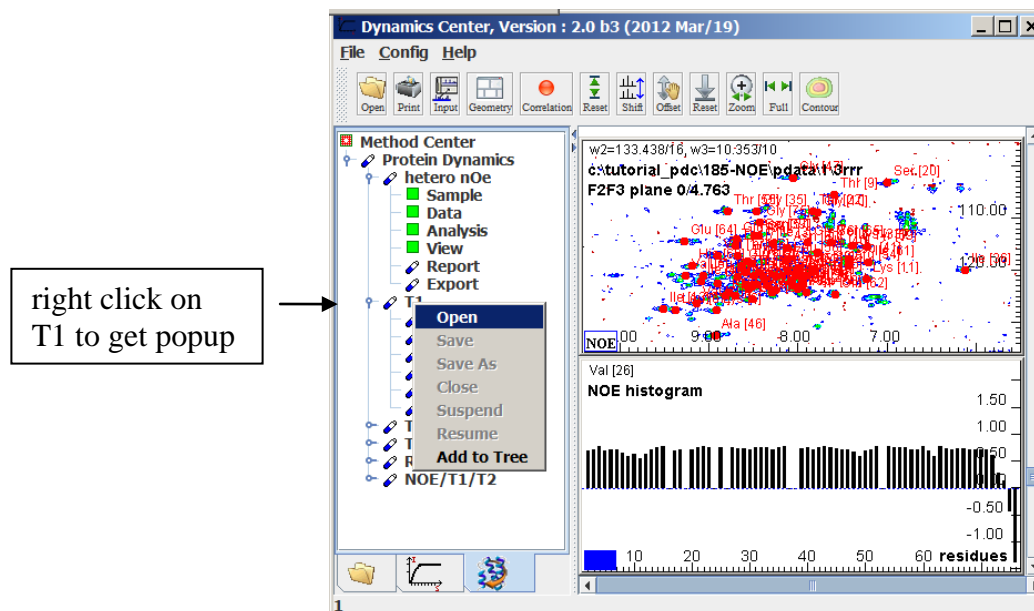 Dynamics Center, Version : 2.0 b3 (2012 Mar/19)
File Config Help
Open Print Input Geometry Correlation Reset Shift Offset Reset Zoom Full Contour
Method Center
Protein Dynamics
hetero nOe
Sample
Data
Analysis
View
Report
Export
T1
right click on
T1 to get popup
Open
Save
Save As
Close
Suspend
Resume
Add to Tree
T
T
R
NOE/T1/T2
1
w2=133.438/16, w3=10.353/10
c:\tutorial_pdc\185-NOE\pdata\1\3rrr
F2F3 plane 0/4.763
Ser [20]
Thr [9]
Glu [64]
Lys [11]
Ala [46]
110.00
120.00
NOE
8.00
7.00
Val [26]
NOE histogram
1.50
1.00
0.50
-0.50
-1.00
10 20 30 40 50 60 residues